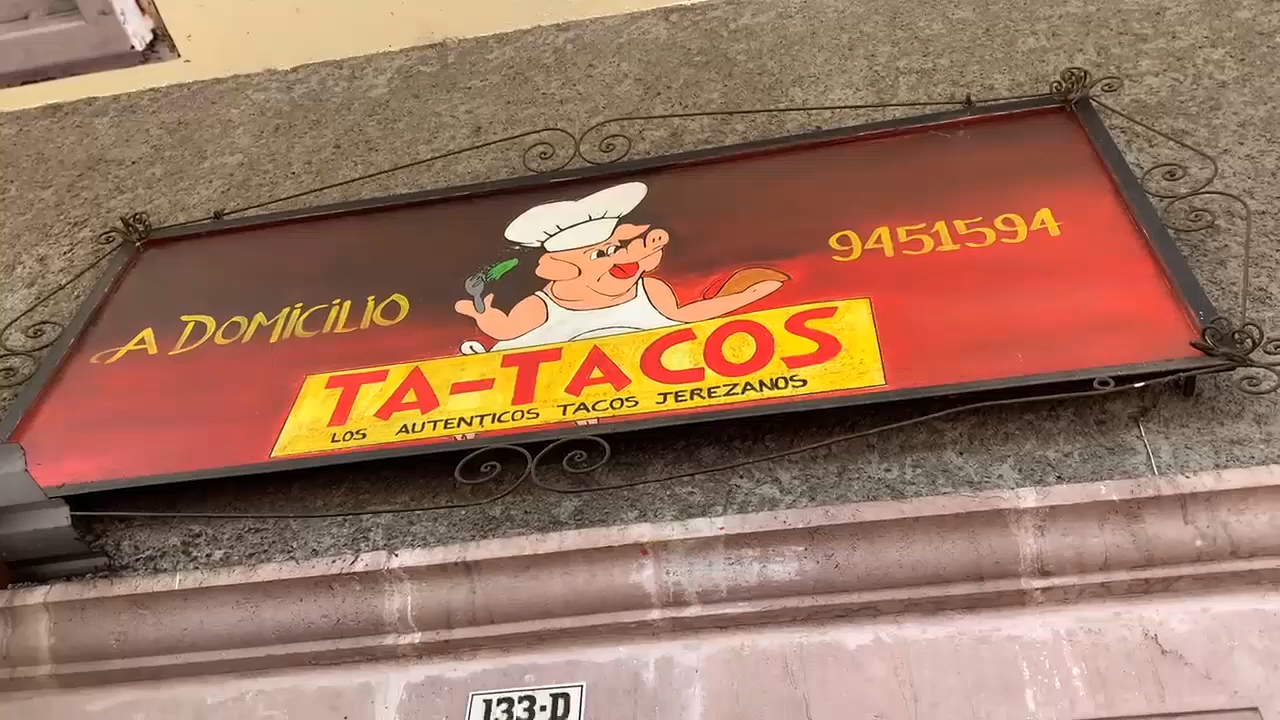 A DOMICILIO
9451594
TA-TACOS
LOS AUTENTICOS TACOS JEREZANOS
133-D